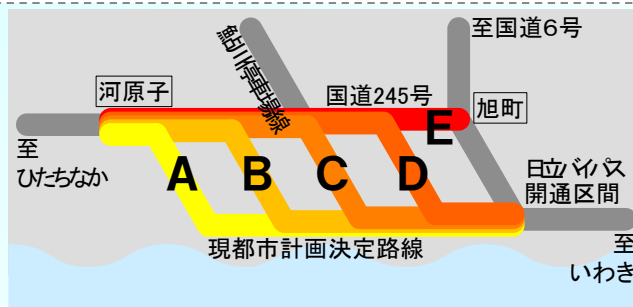 至国道6号
鮎川停車場線
河原子
国道245号
旭町
E
至
ひたちなか
A
B
C
D
日立バイパス
開通区間
現都市計画決定路線
至
いわき